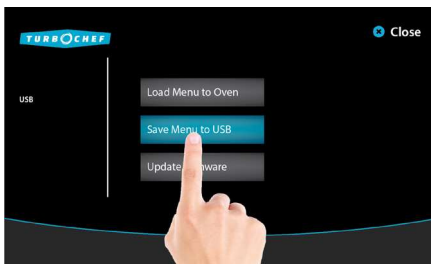 TURBOCHEF
Close
USB
Load Menu to Oven
Save Menu to USB
Update